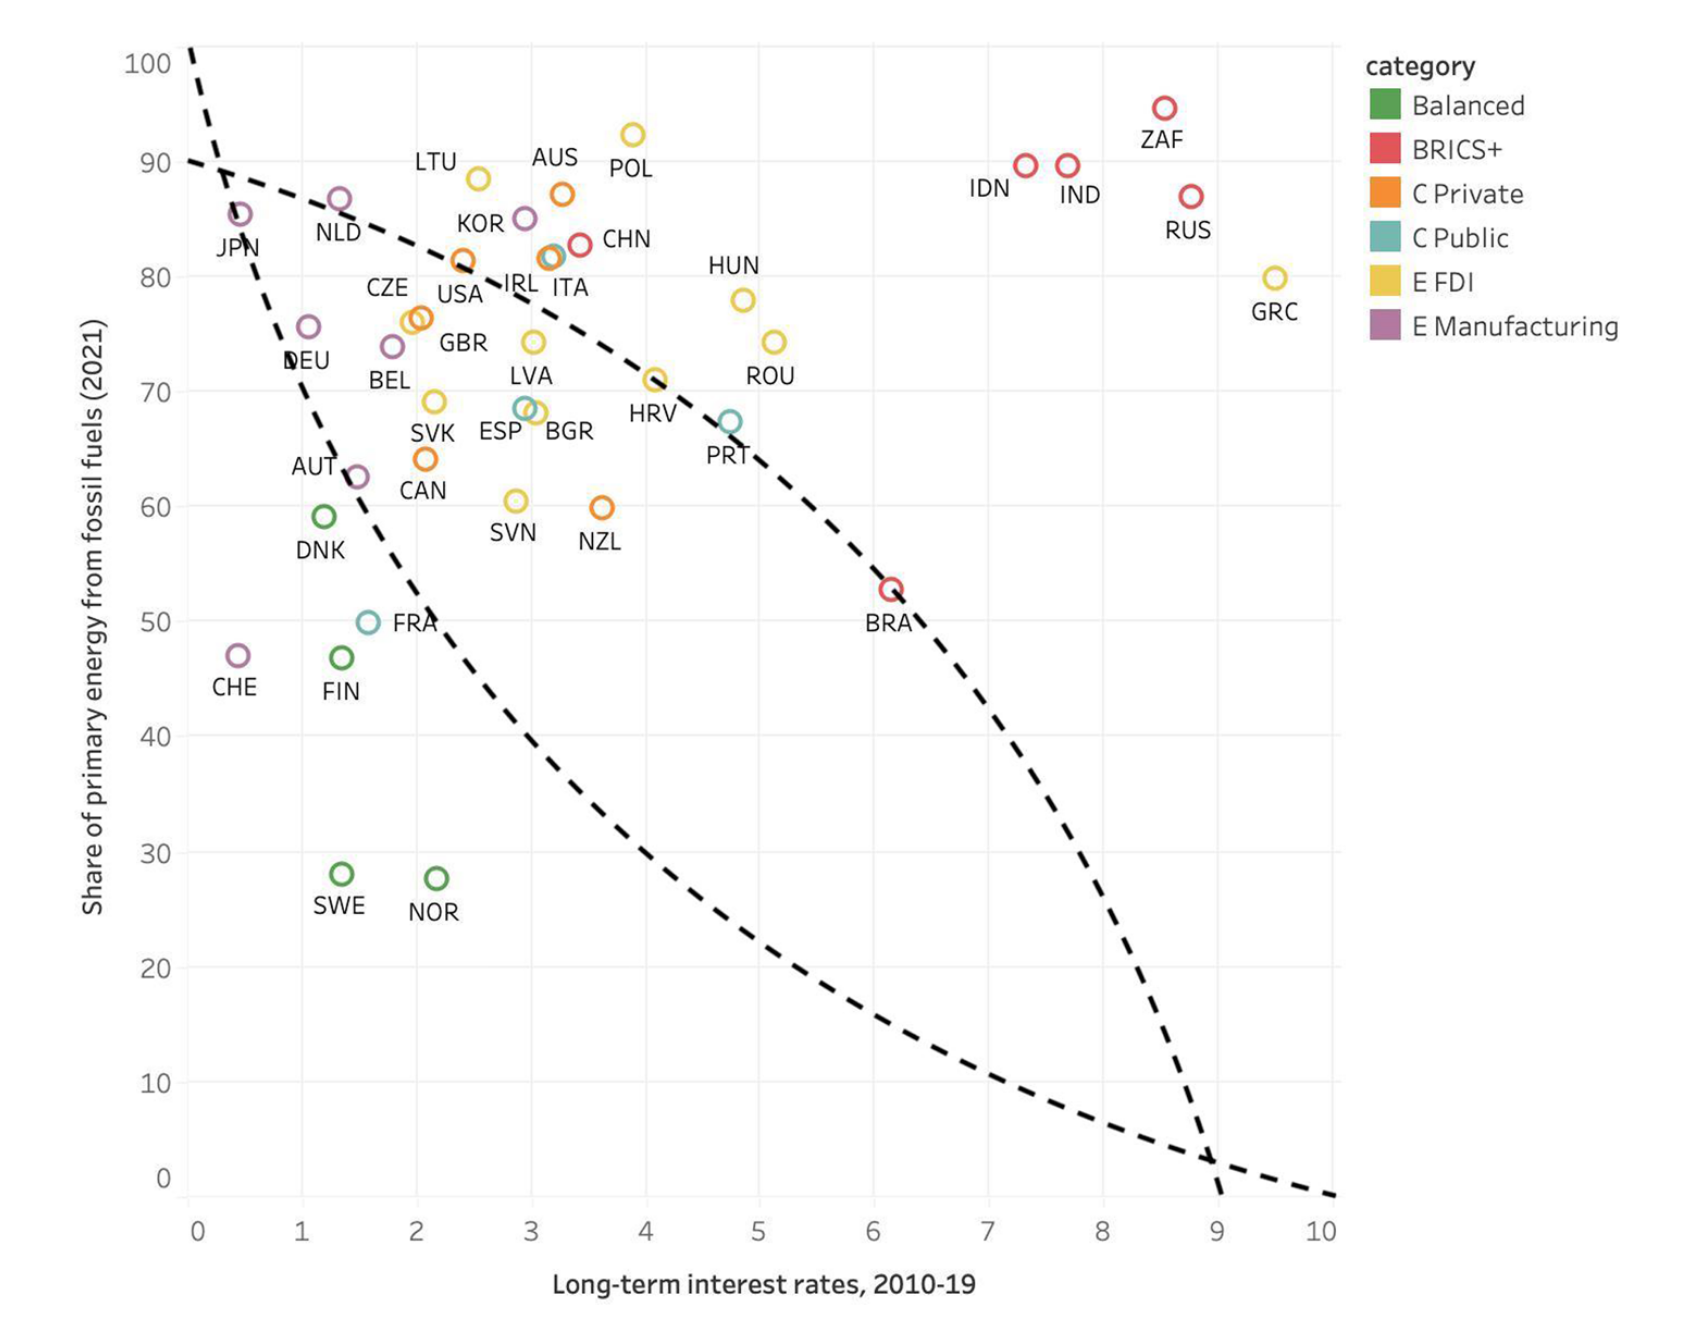 category
Balanced
BRICS+
C Private
C Public
E FDI
E Manufacturing
Share of primary energy from fossil fuels (2021)
100
90
80
70
60
50
40
30
20
10
0
ZAF
LTU
AUS
POL
IDN
IND
KOR
NLD
JPN
CHN
RUS
HUN
CZE
USA
IRL
ITA
GRC
GBR
DEU
BEL
LVA
ROU
HRV
SVK
ESP
BGR
PRT
AUT
CAN
SVN
NZL
DNK
FRA
BRA
CHE
FIN
SWE
NOR
0 1 2 3 4 5 6 7 8 9 10
Long-term interest rates, 2010-19